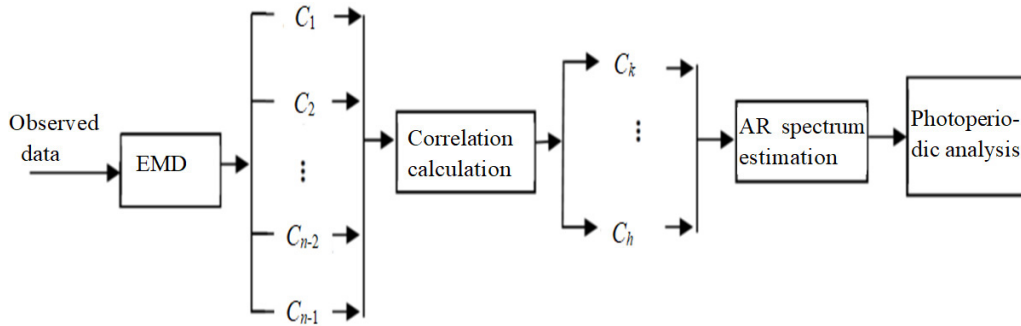 Observed
data
EMD
C1
C2
⋮
Cn-2
Cn-1
Correlation
calculation
Ck
⋮
Ch
AR spectrum
estimation
Photoperio-
dic analysis